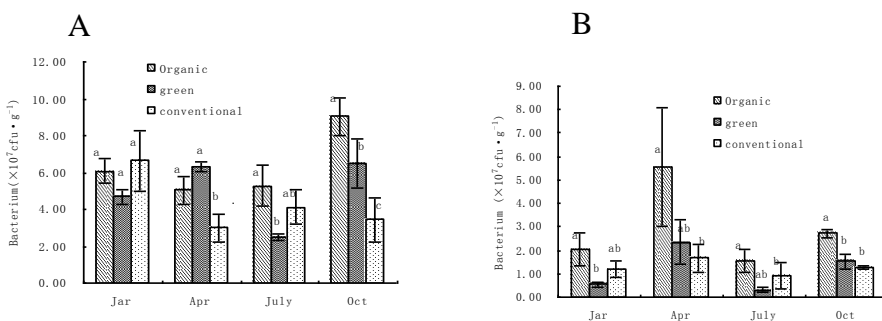 A
12.00
10.00
8.00
6.00
4.00
2.00
0.00
Bacterium(×10⁷cfu·g⁻¹)
Organic
green
conventional
a a a
a a b
a b ab
a b c
Jar Apr July Oct
B
9.00
8.00
7.00
6.00
5.00
4.00
3.00
2.00
1.00
0.00
Bacterium (×10⁷cfu·g⁻¹)
Organic
green
conventional
a b ab
a ab b
a ab b
a b b
Jar Apr July Oct